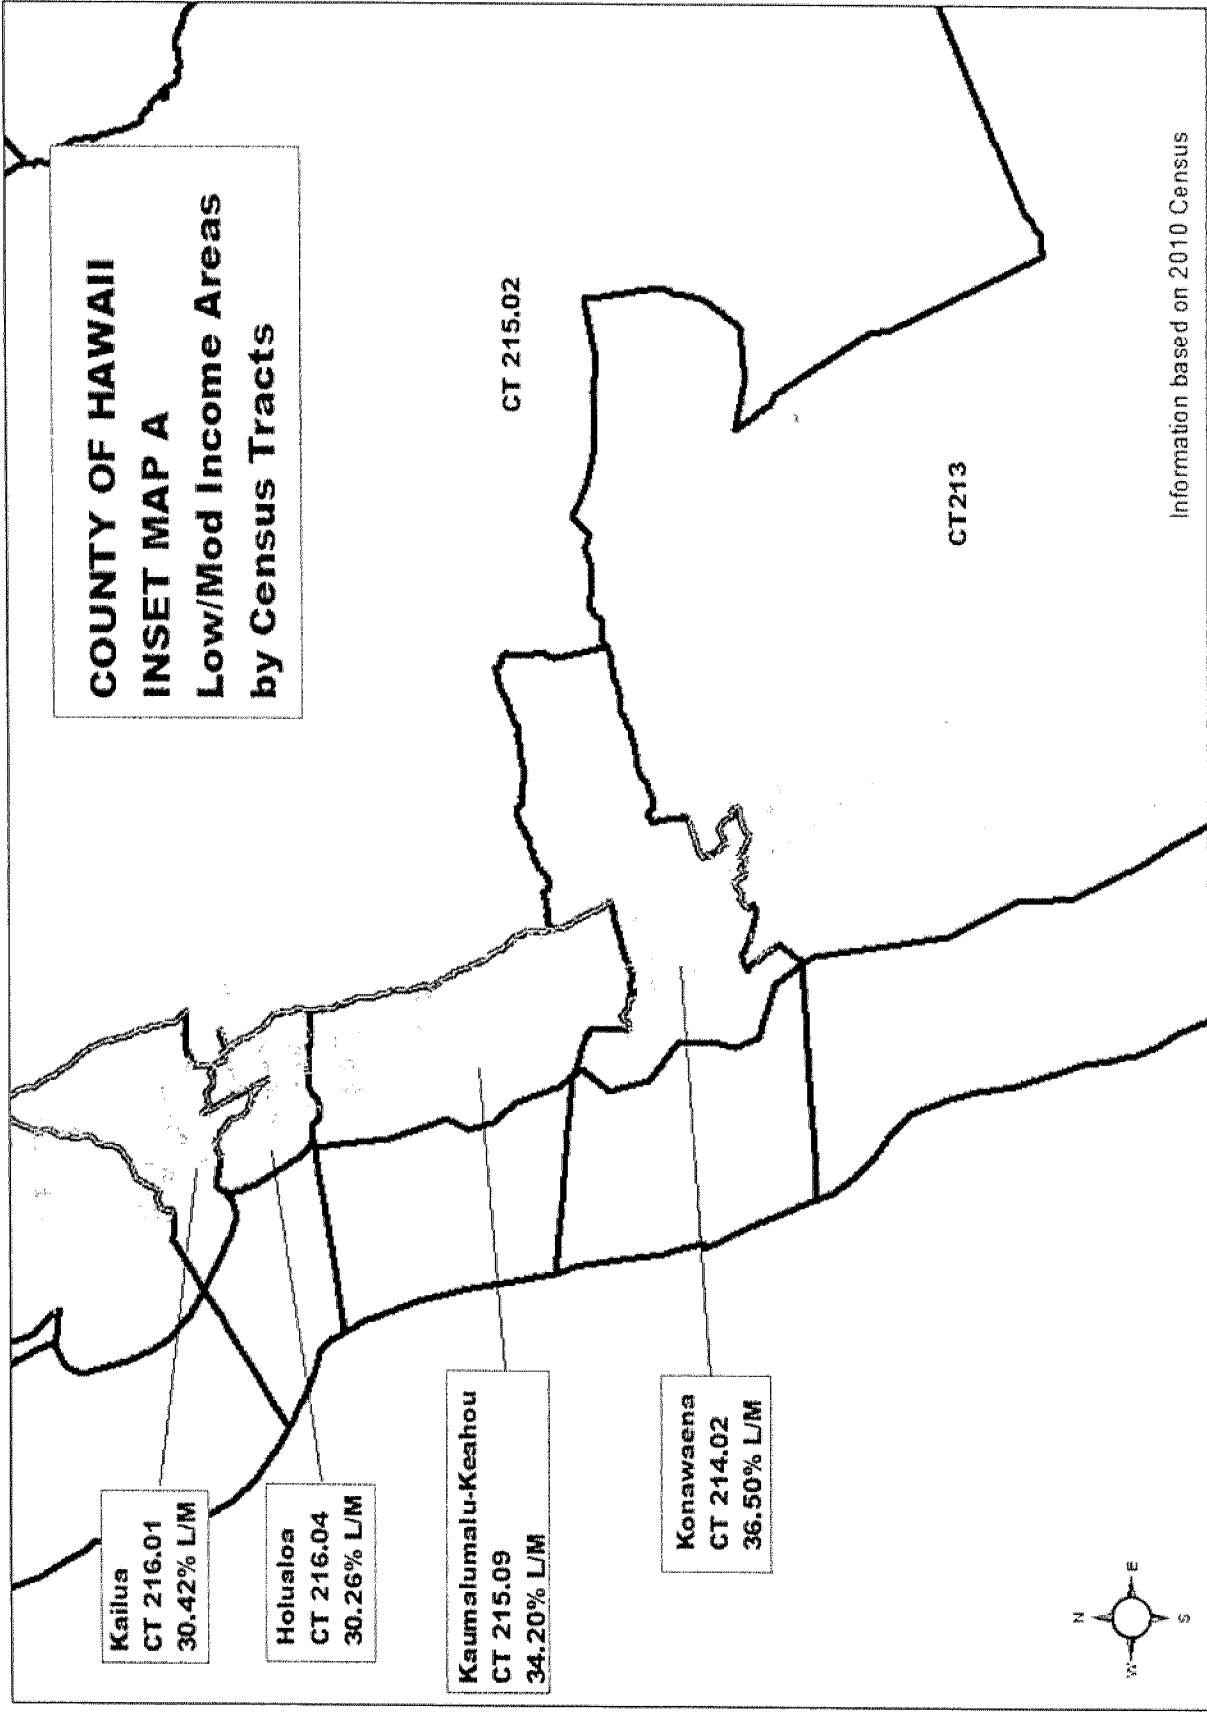 COUNTY OF HAWAII
INSET MAP A
Low/Mod Income Areas
by Census Tracts
Kailua
CT 216.01
30.42% L/M
Holualoa
CT 216.04
30.26% L/M
Kaumalumalu-Keahou
CT 215.09
34.20% L/M
Konawaena
CT 214.02
36.50% L/M
CT 215.02
CT213
N
W
E
S
Information based on 2010 Census